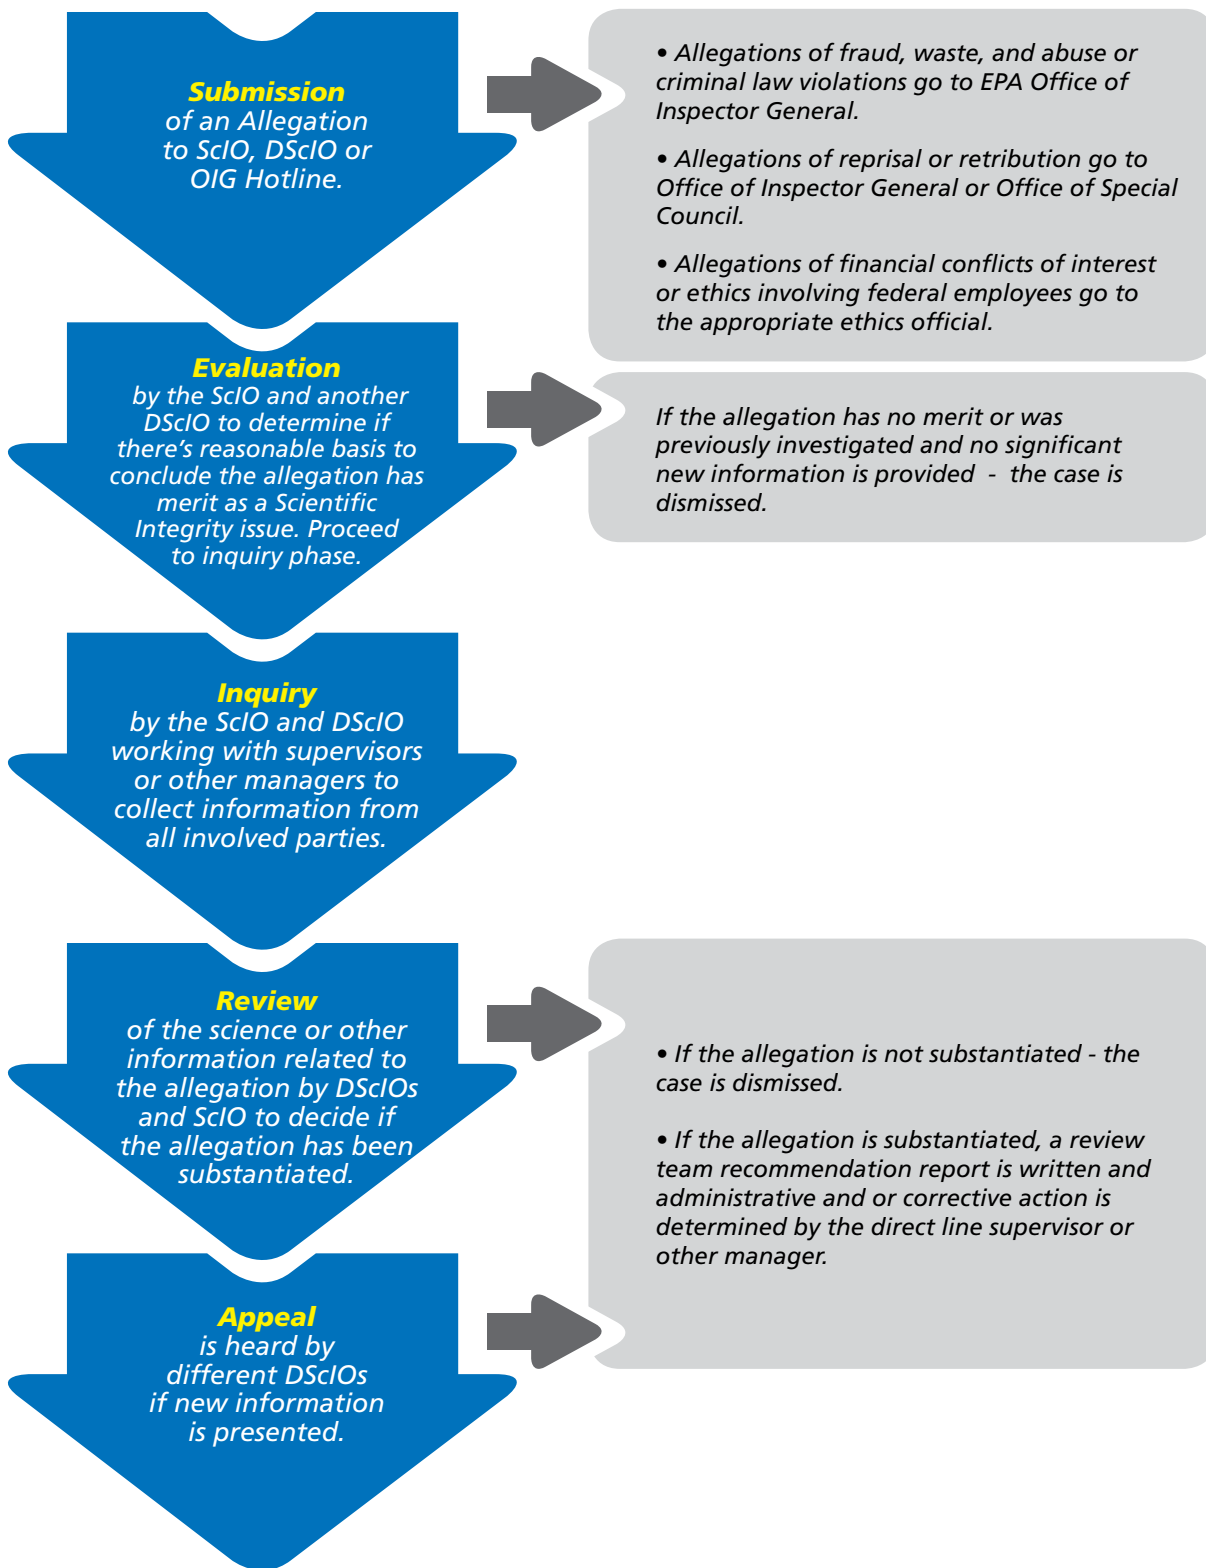 Submission
of an Allegation
to ScIO, DScIO or
OIG Hotline.
• Allegations of fraud, waste, and abuse or
criminal law violations go to EPA Office of
Inspector General.
• Allegations of reprisal or retribution go to
Office of Inspector General or Office of Special
Council.
• Allegations of financial conflicts of interest
or ethics involving federal employees go to
the appropriate ethics official.
Evaluation
by the ScIO and another
DScIO to determine if
there’s reasonable basis to
conclude the allegation has
merit as a Scientific
Integrity issue. Proceed
to inquiry phase.
If the allegation has no merit or was
previously investigated and no significant
new information is provided - the case is
dismissed.
Inquiry
by the ScIO and DScIO
working with supervisors
or other managers to
collect information from
all involved parties.
Review
of the science or other
information related to
the allegation by DScIOs
and ScIO to decide if
the allegation has been
substantiated.
• If the allegation is not substantiated - the
case is dismissed.
• If the allegation is substantiated, a review
team recommendation report is written and
administrative and or corrective action is
determined by the direct line supervisor or
other manager.
Appeal
is heard by
different DScIOs
if new information
is presented.